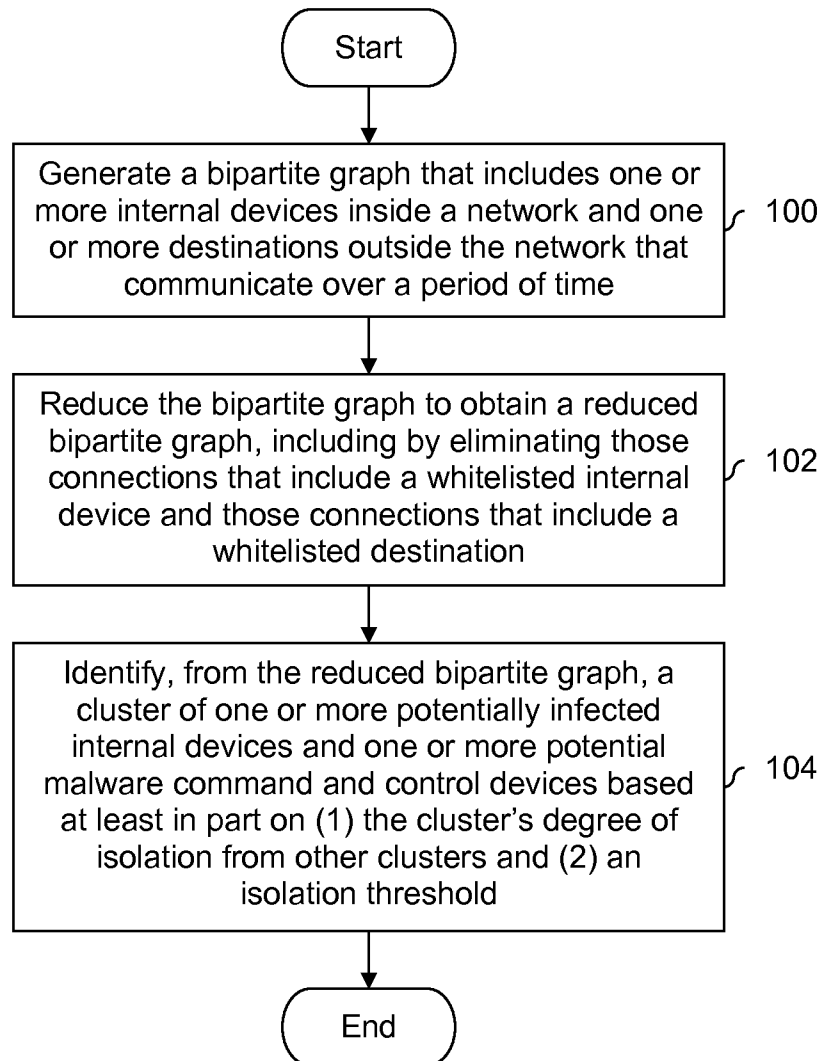 Start
Generate a bipartite graph that includes one or
more internal devices inside a network and one
or more destinations outside the network that
communicate over a period of time
100
Reduce the bipartite graph to obtain a reduced
bipartite graph, including by eliminating those
connections that include a whitelisted internal
device and those connections that include a
whitelisted destination
102
Identify, from the reduced bipartite graph, a
cluster of one or more potentially infected
internal devices and one or more potential
malware command and control devices based
at least in part on (1) the cluster's degree of
isolation from other clusters and (2) an
isolation threshold
104
End